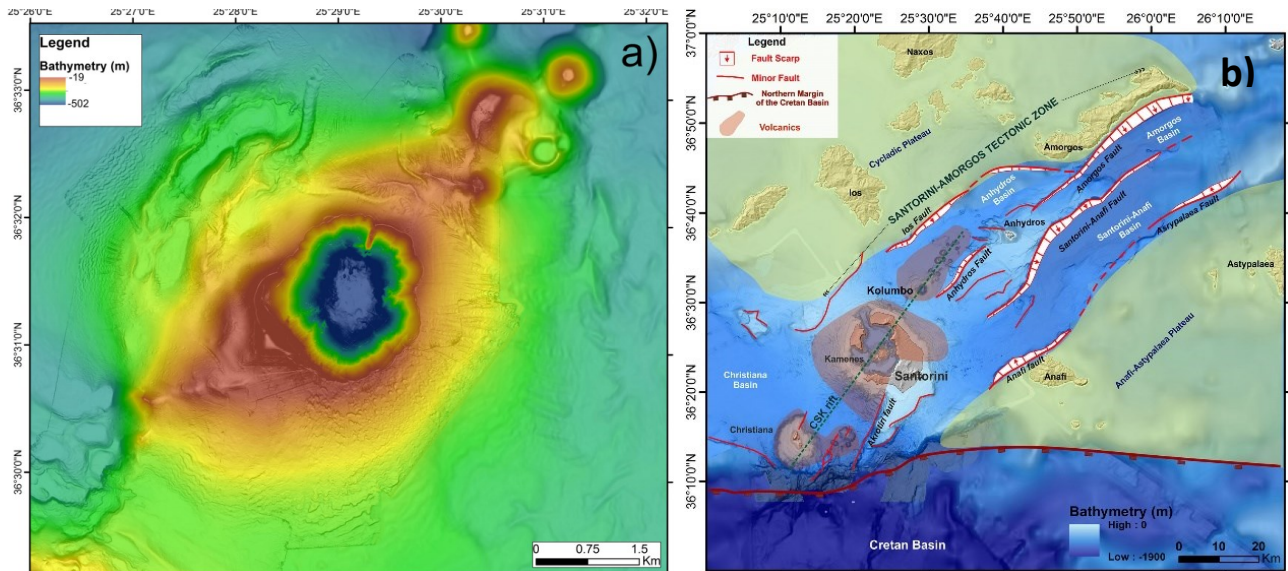 25°26'0"E 25°27'0"E 25°28'0"E 25°29'0"E 25°30'0"E 25°31'0"E 25°32'0"E
a)
Legend
Bathymetry (m)
-19
-502
36°33'0"N
36°32'0"N
36°31'0"N
36°30'0"N
0 0.75 1.5
Km
25°10'0"E 25°20'0"E 25°30'0"E 25°40'0"E 25°50'0"E 26°0'0"E 26°10'0"E
b)
Legend
Fault Scarp
Minor Fault
Northern Margin
of the Cretan Basin
Volcanics
37°0'0"N
36°50'0"N
36°40'0"N
36°30'0"N
36°20'0"N
36°10'0"N
Naxos
SANTORINI-AMORGOS TECTONIC ZONE
Cycladic Plateau
Amorgos
Amorgos Fault
Amorgos
Basin
Ios
Ios Fault
Anhydros
Basin
Anhydros
Santorini-Anafi Fault
Santorini-Anafi
Basin
Astypalaea Fault
Astypalaea
Kolumbo
Anhydros Fault
Kamenes
Santorini
Christiana
Basin
CSK rift
Akrotiri fault
Christiana
Anafi fault
Anafi
Anafi-Astypalaea Plateau
Cretan Basin
Bathymetry (m)
High : 0
Low : -1900
0 10 20
Km